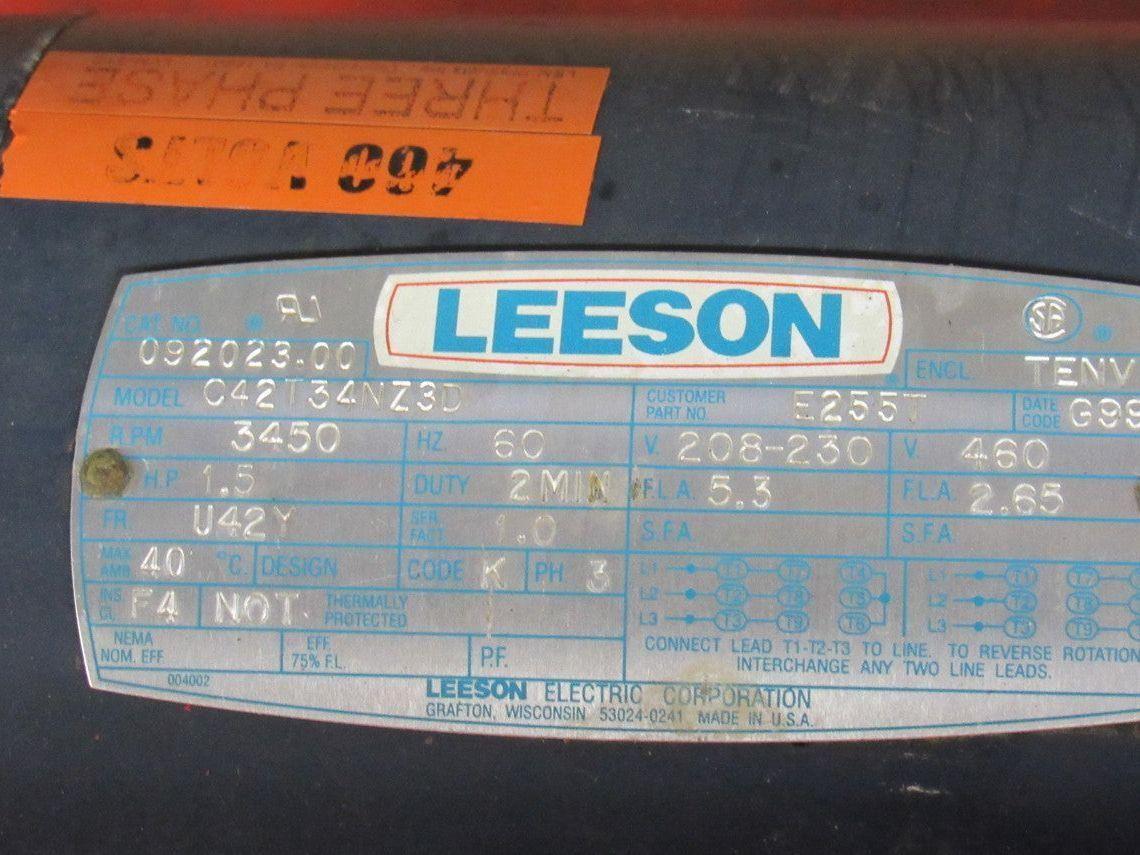 THREE PHASE
460 VOLTS
LEESON
CAT. NO.
092023.00
ENCL. TENV
MODEL C42T34NZ3D
CUSTOMER PART NO. E255T
DATE CODE G99
R.P.M. 3450 HZ. 60 V. 208-230 V. 460
H.P. 1.5 DUTY 2MIN F.L.A. 5.3 F.L.A. 2.65
FR. U42Y SER. FACT. 1.0 S.F.A. S.F.A.
MAX. AMB. 40 °C. DESIGN CODE K PH 3
INS. CL. F4 NOT THERMALLY PROTECTED
L1 T1 T7 T4 L1 T1 T7
L2 T2 T8 T5 L2 T2 T8
L3 T3 T9 T6 L3 T3 T9
NEMA NOM. EFF. EFF. 75% F.L. P.F.
CONNECT LEAD T1-T2-T3 TO LINE. TO REVERSE ROTATION
INTERCHANGE ANY TWO LINE LEADS.
004002
LEESON ELECTRIC CORPORATION
GRAFTON, WISCONSIN 53024-0241 MADE IN U.S.A.